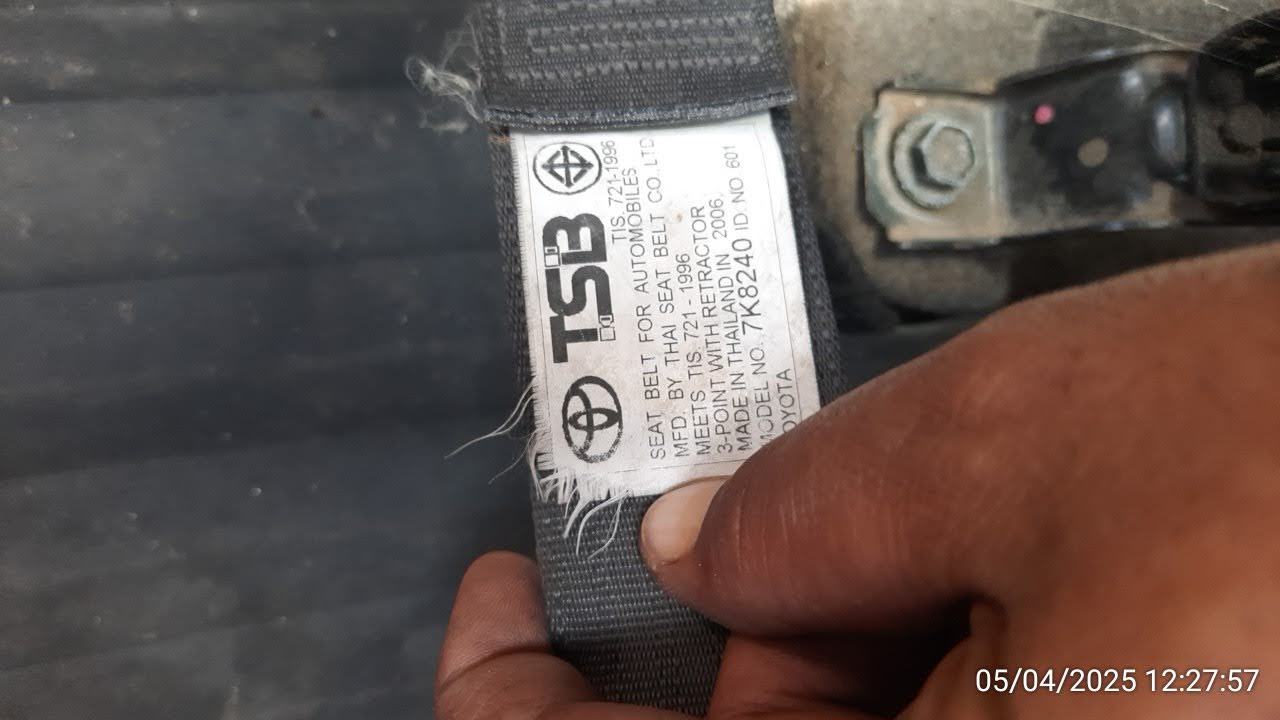 TSB
TIS. 721-1996
SEAT BELT FOR AUTOMOBILES
MFD. BY THAI SEAT BELT CO., LTD
MEETS TIS. 721 - 1996
3-POINT WITH RETRACTOR
MADE IN THAILAND IN 2006
MODEL NO. 7K8240 ID.NO 601
TOYOTA
05/04/2025 12:27:57